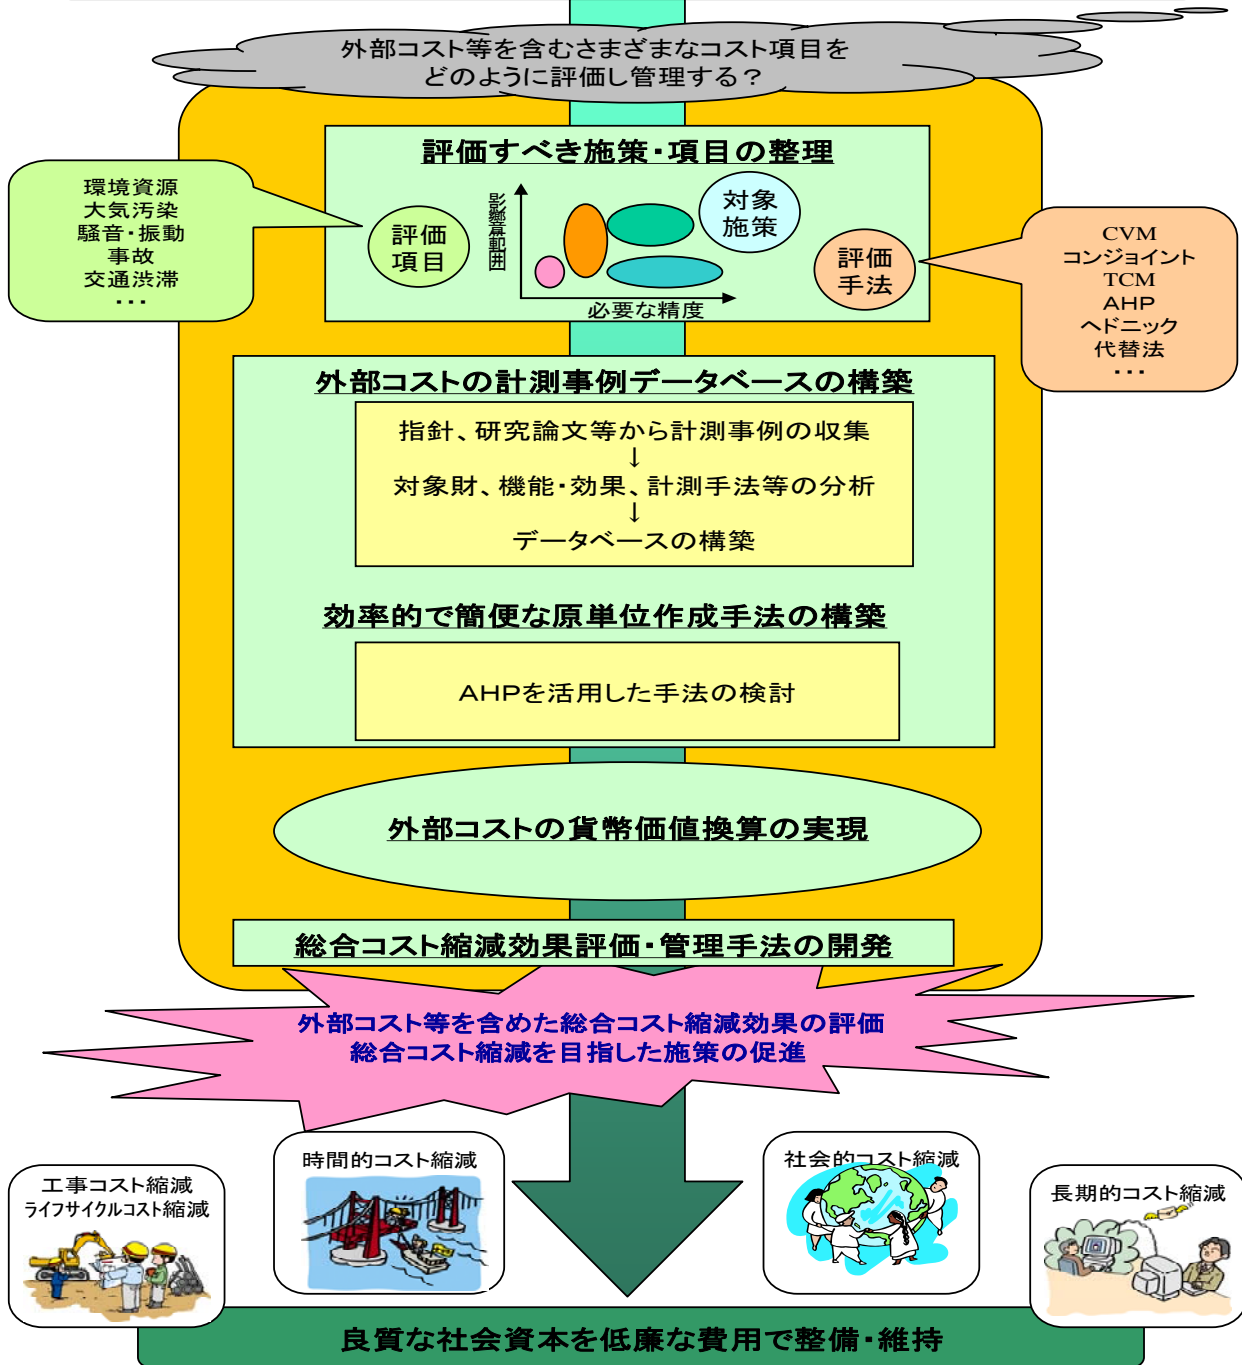 外部コスト等を含むさまざまなコスト項目を
どのように評価し管理する?
評価すべき施策・項目の整理
環境資源
大気汚染
騒音・振動
事故
交通渋滞
・・・
評価
項目
影響範囲
必要な精度
対象
施策
評価
手法
CVM
コンジョイント
TCM
AHP
ヘドニック
代替法
・・・
外部コストの計測事例データベースの構築
指針、研究論文等から計測事例の収集
↓
対象財、機能・効果、計測手法等の分析
↓
データベースの構築
効率的で簡便な原単位作成手法の構築
AHPを活用した手法の検討
外部コストの貨幣価値換算の実現
総合コスト縮減効果評価・管理手法の開発
外部コスト等を含めた総合コスト縮減効果の評価
総合コスト縮減を目指した施策の促進
工事コスト縮減
ライフサイクルコスト縮減
時間的コスト縮減
社会的コスト縮減
長期的コスト縮減
良質な社会資本を低廉な費用で整備・維持